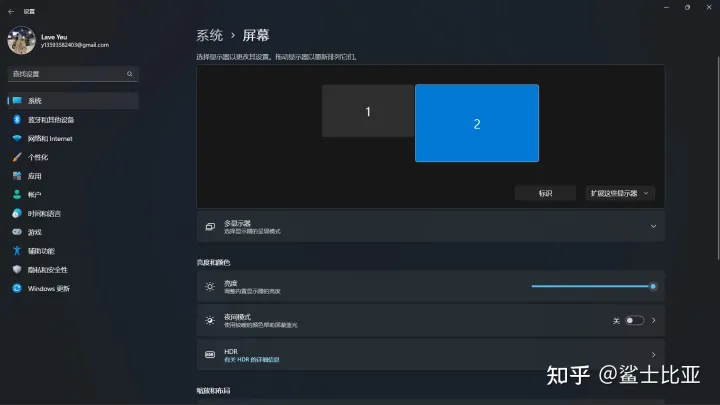 设置
Lave Yeu
y13593582403@gmail.com
查找设置
系统
蓝牙和其他设备
网络和 Internet
个性化
应用
帐户
时间和语言
游戏
辅助功能
隐私和安全性
Windows 更新
系统 › 屏幕
选择显示器以更改其设置。拖动显示器以重新排列它们。
1
2
标识
扩展这些显示器
多显示器
选择显示器的呈现模式
亮度和颜色
亮度
调整内置显示器的亮度
夜间模式
使用较暖的颜色帮助屏蔽蓝光
关
HDR
HDR
有关 HDR 的详细信息
缩放和布局
知乎 @鲨士比亚